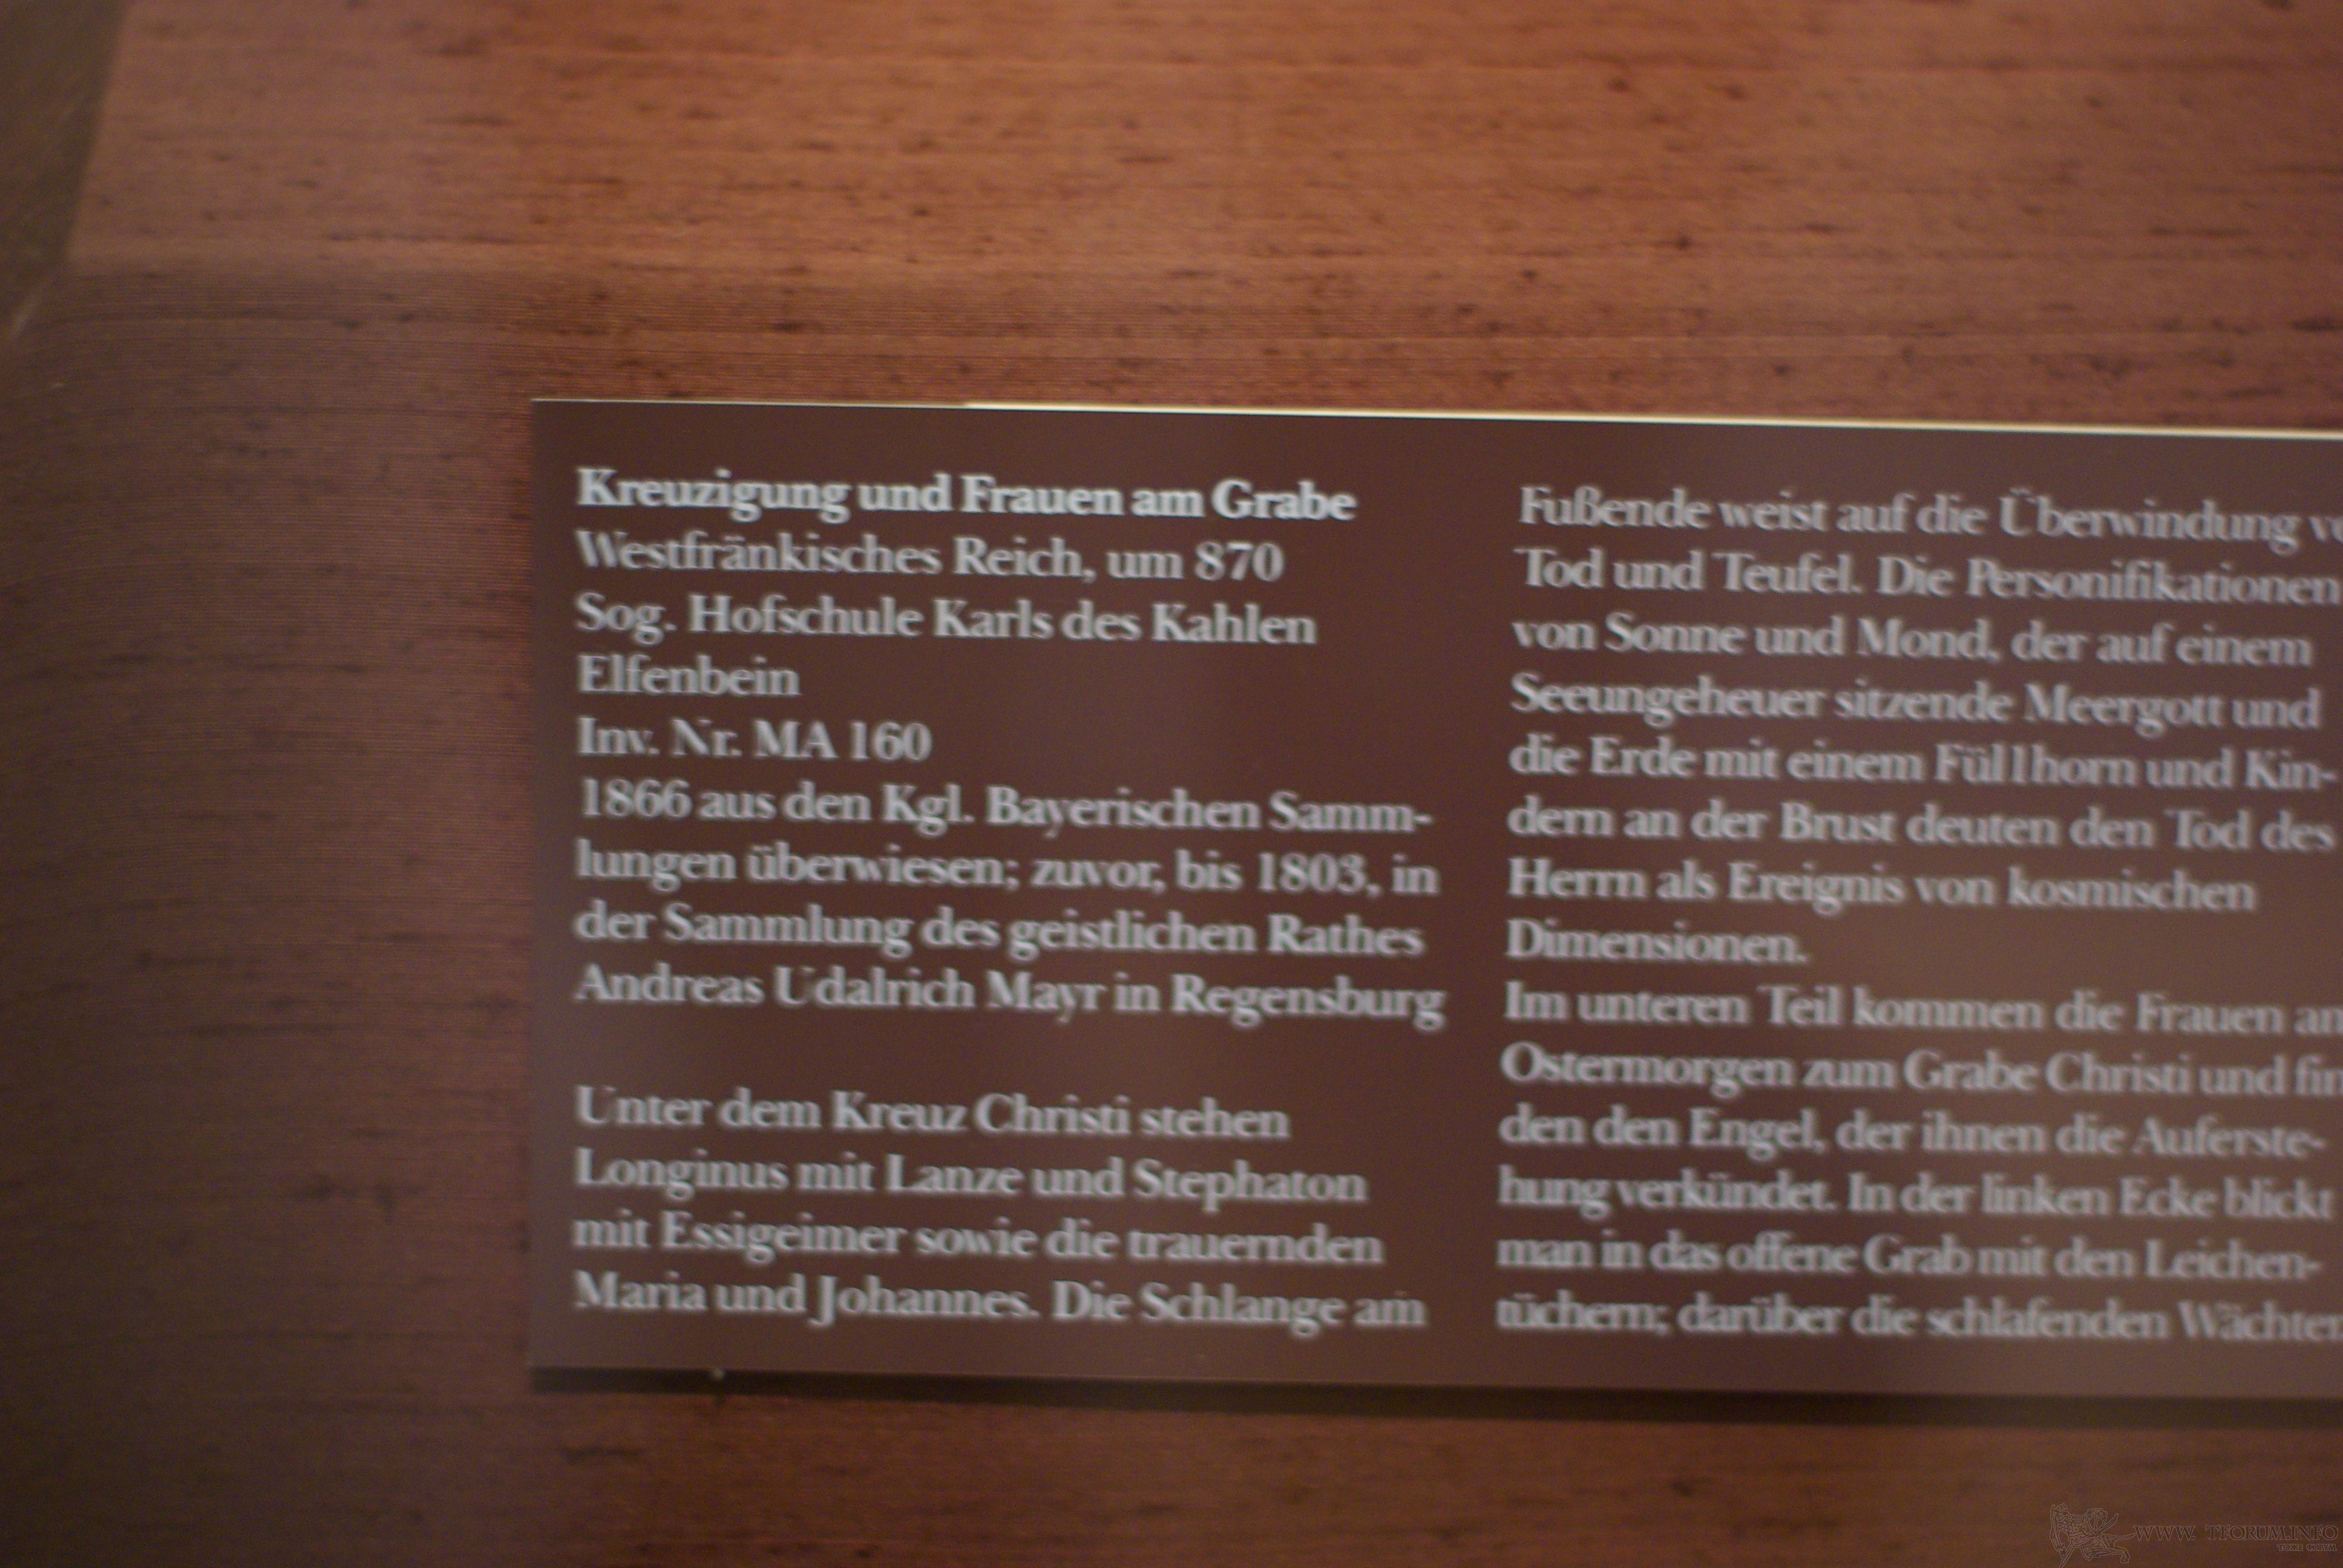 Kreuzigung und Frauen am Grabe
Westfränkisches Reich, um 870
Sog. Hofschule Karls des Kahlen
Elfenbein
Inv. Nr. MA 160
1866 aus den Kgl. Bayerischen Samm-
lungen überwiesen; zuvor, bis 1803, in
der Sammlung des geistlichen Rathes
Andreas Udalrich Mayr in Regensburg
Unter dem Kreuz Christi stehen
Longinus mit Lanze und Stephaton
mit Essigeimer sowie die trauernden
Maria und Johannes. Die Schlange am
Fußende weist auf die Überwindung
Tod und Teufel. Die Personifikationen
von Sonne und Mond, der auf einem
Seeungeheuer sitzende Meergott und
die Erde mit einem Füllhorn und Kin-
dern an der Brust deuten den Tod des
Herrn als Ereignis von kosmischen
Dimensionen.
Im unteren Teil kommen die Frauen
Ostermorgen zum Grabe Christi und
den den Engel, der ihnen die Auferste-
hung verkündet. In der linken Ecke blickt
man in das offene Grab mit den Leichen-
tüchern; darüber die schlafenden Wächter
WWW.TFORUM.INFO